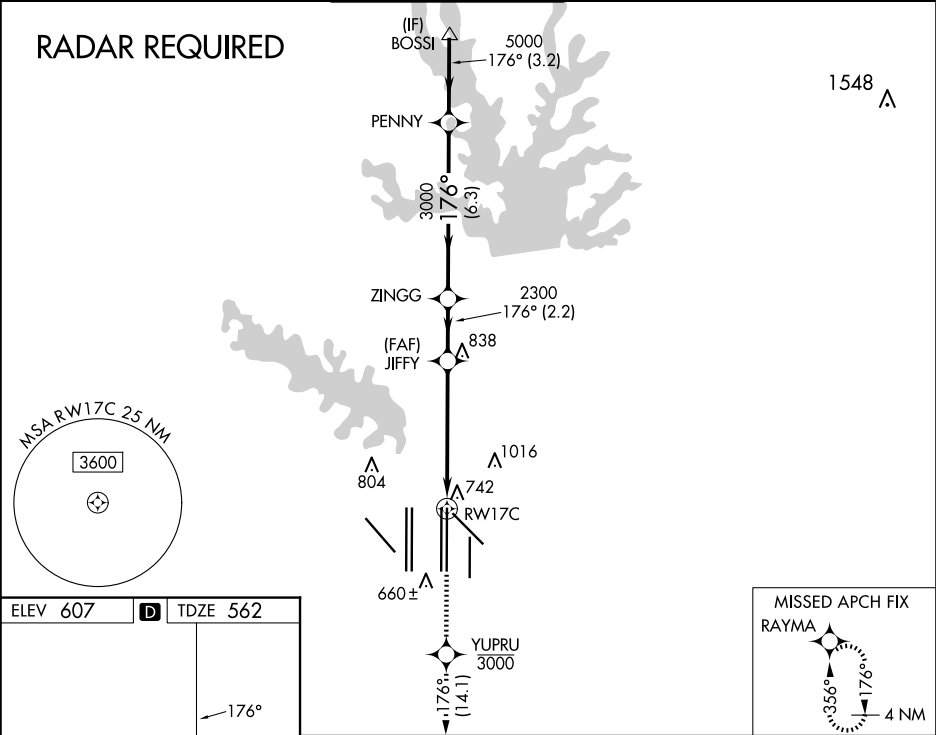 RADAR REQUIRED
(IF)
BOSSI
5000
176° (3.2)
1548
PENNY
3000
176°
(6.3)
ZINGG
2300
176° (2.2)
(FAF)
JIFFY
838
MSA RW17C 25 NM
3600
804
1016
742
RW17C
660±
ELEV 607
D
TDZE 562
176°
YUPRU
3000
176°
(14.1)
MISSED APCH FIX
RAYMA
356°
176°
4 NM